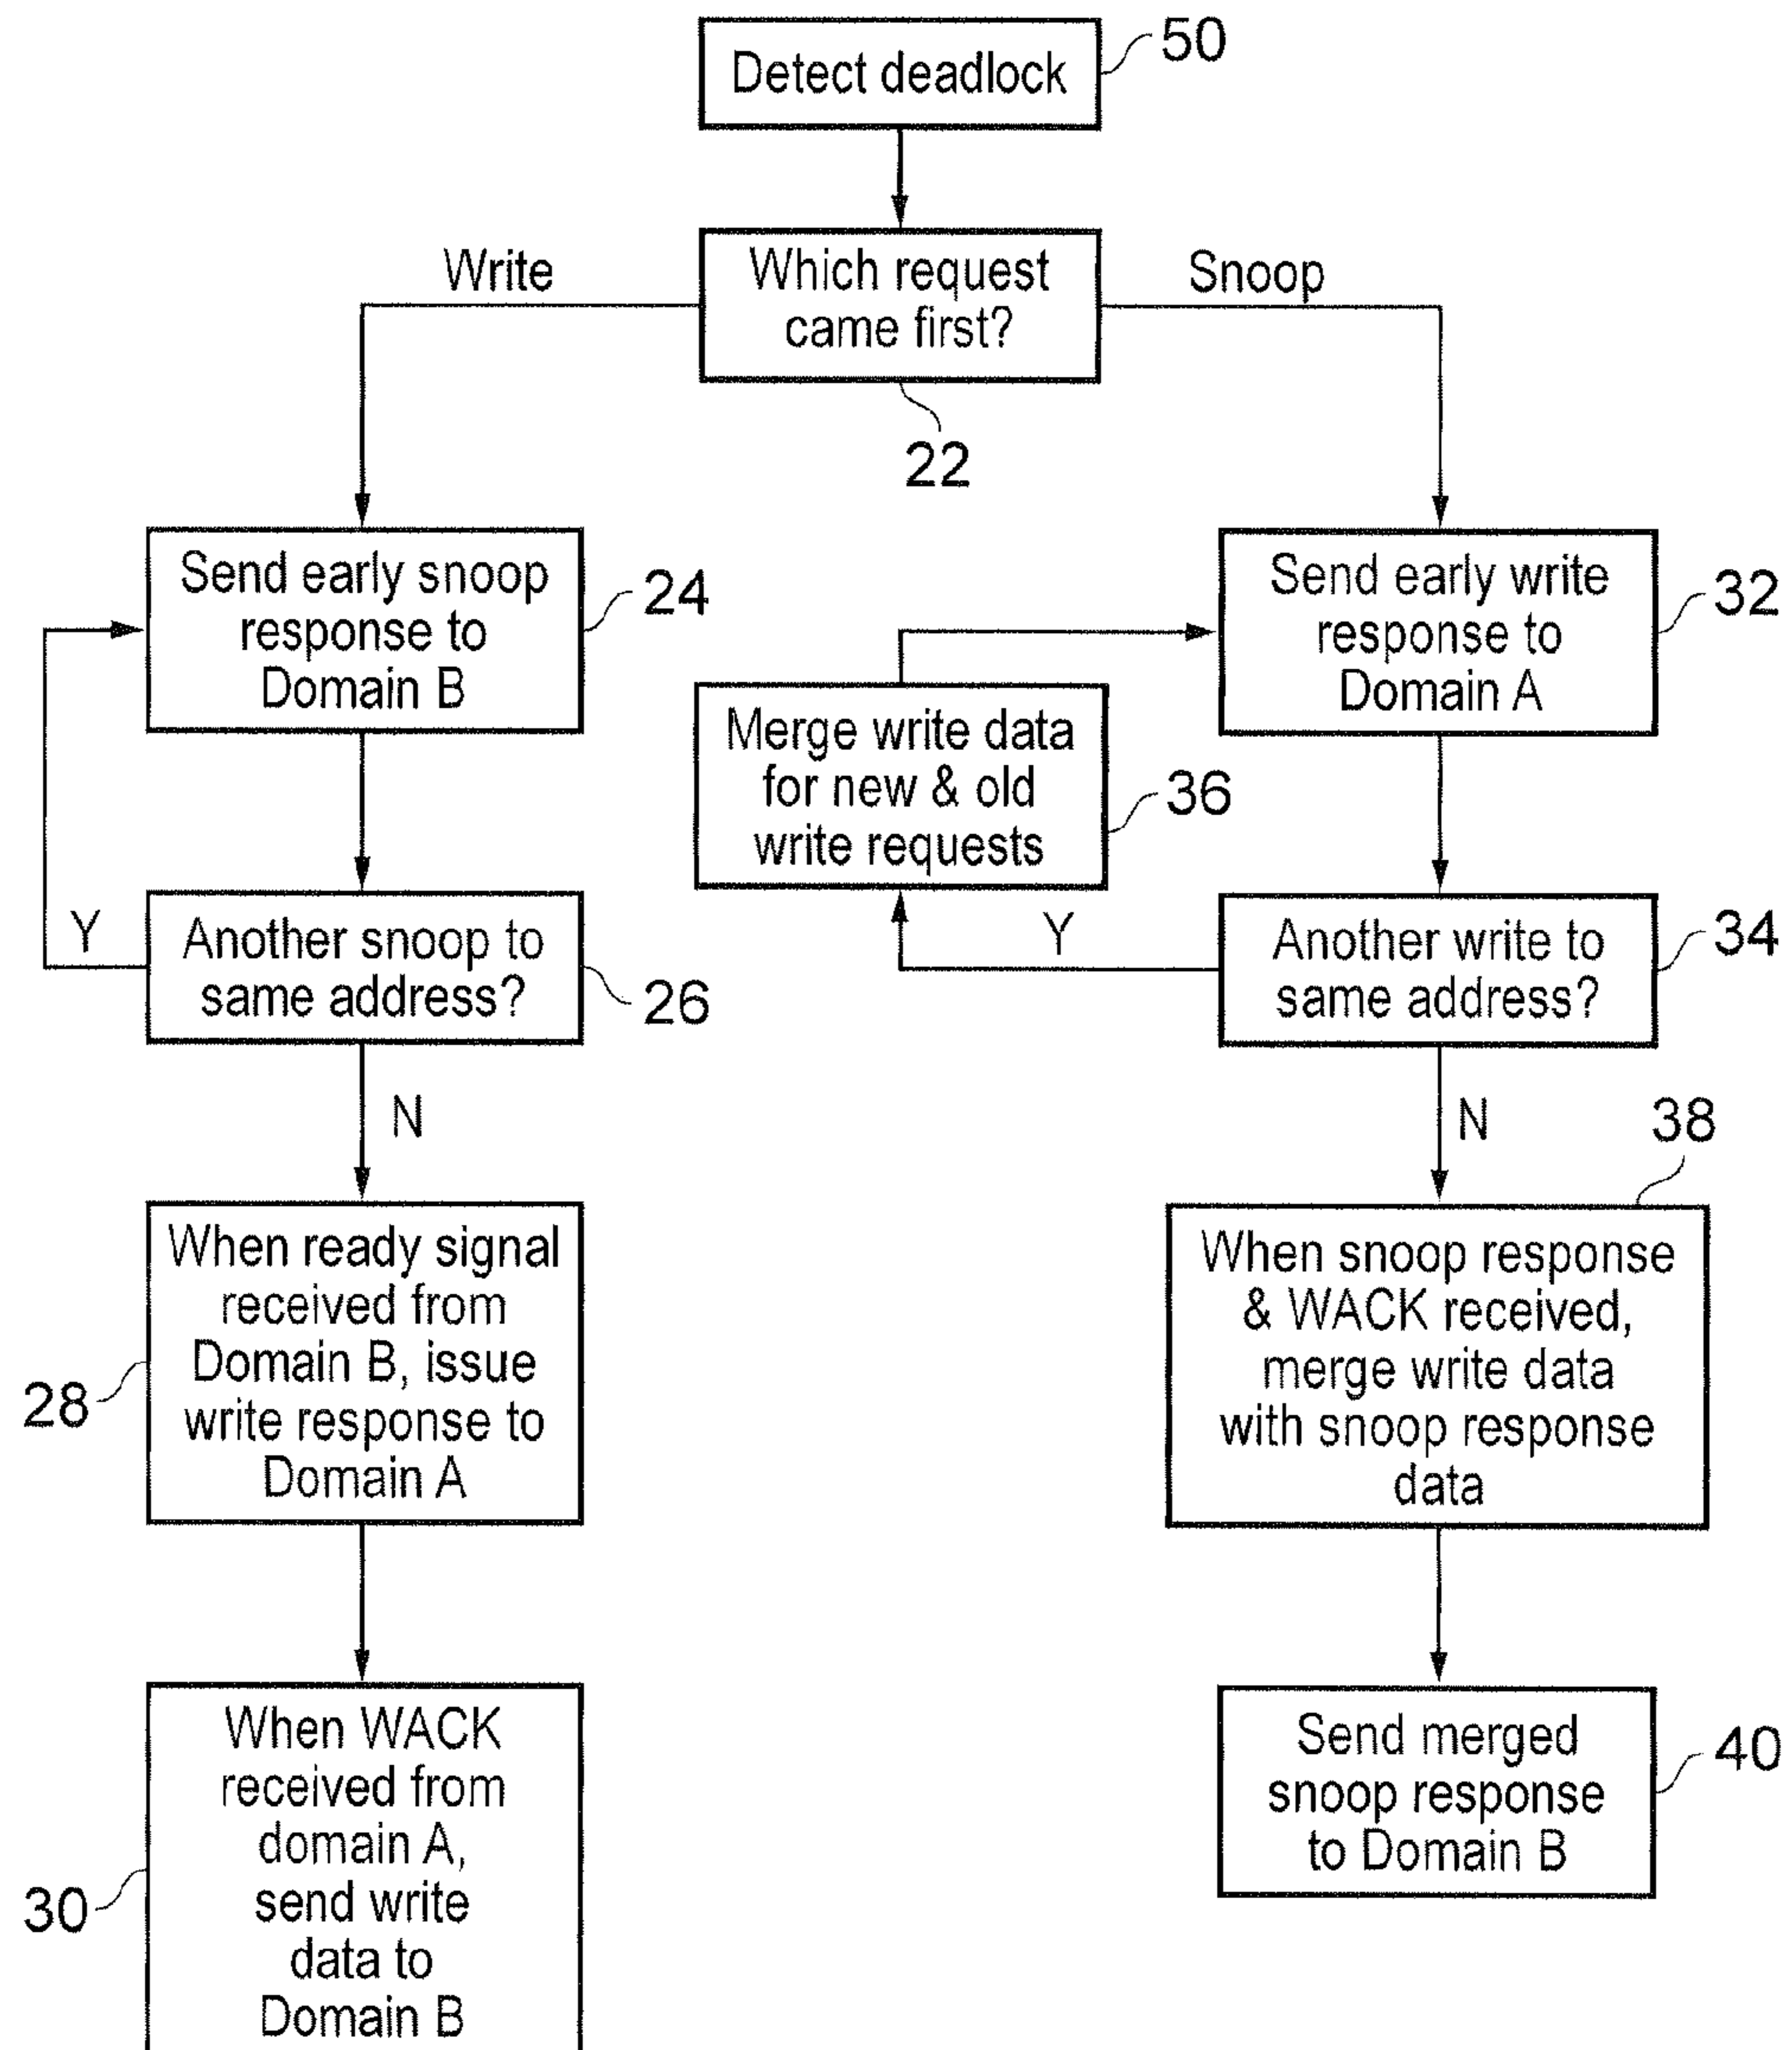 Detect deadlock
50
Which request
came first?
Write
Snoop
22
Send early snoop
response to
Domain B
24
Send early write
response to
Domain A
32
Merge write data
for new & old
write requests
36
Another snoop to
same address?
Y
26
Another write to
same address?
Y
34
N
N
38
When ready signal
received from
Domain B, issue
write response to
Domain A
28
When snoop response
& WACK received,
merge write data
with snoop response
data
When WACK
received from
domain A,
send write
data to
Domain B
30
Send merged
snoop response
to Domain B
40